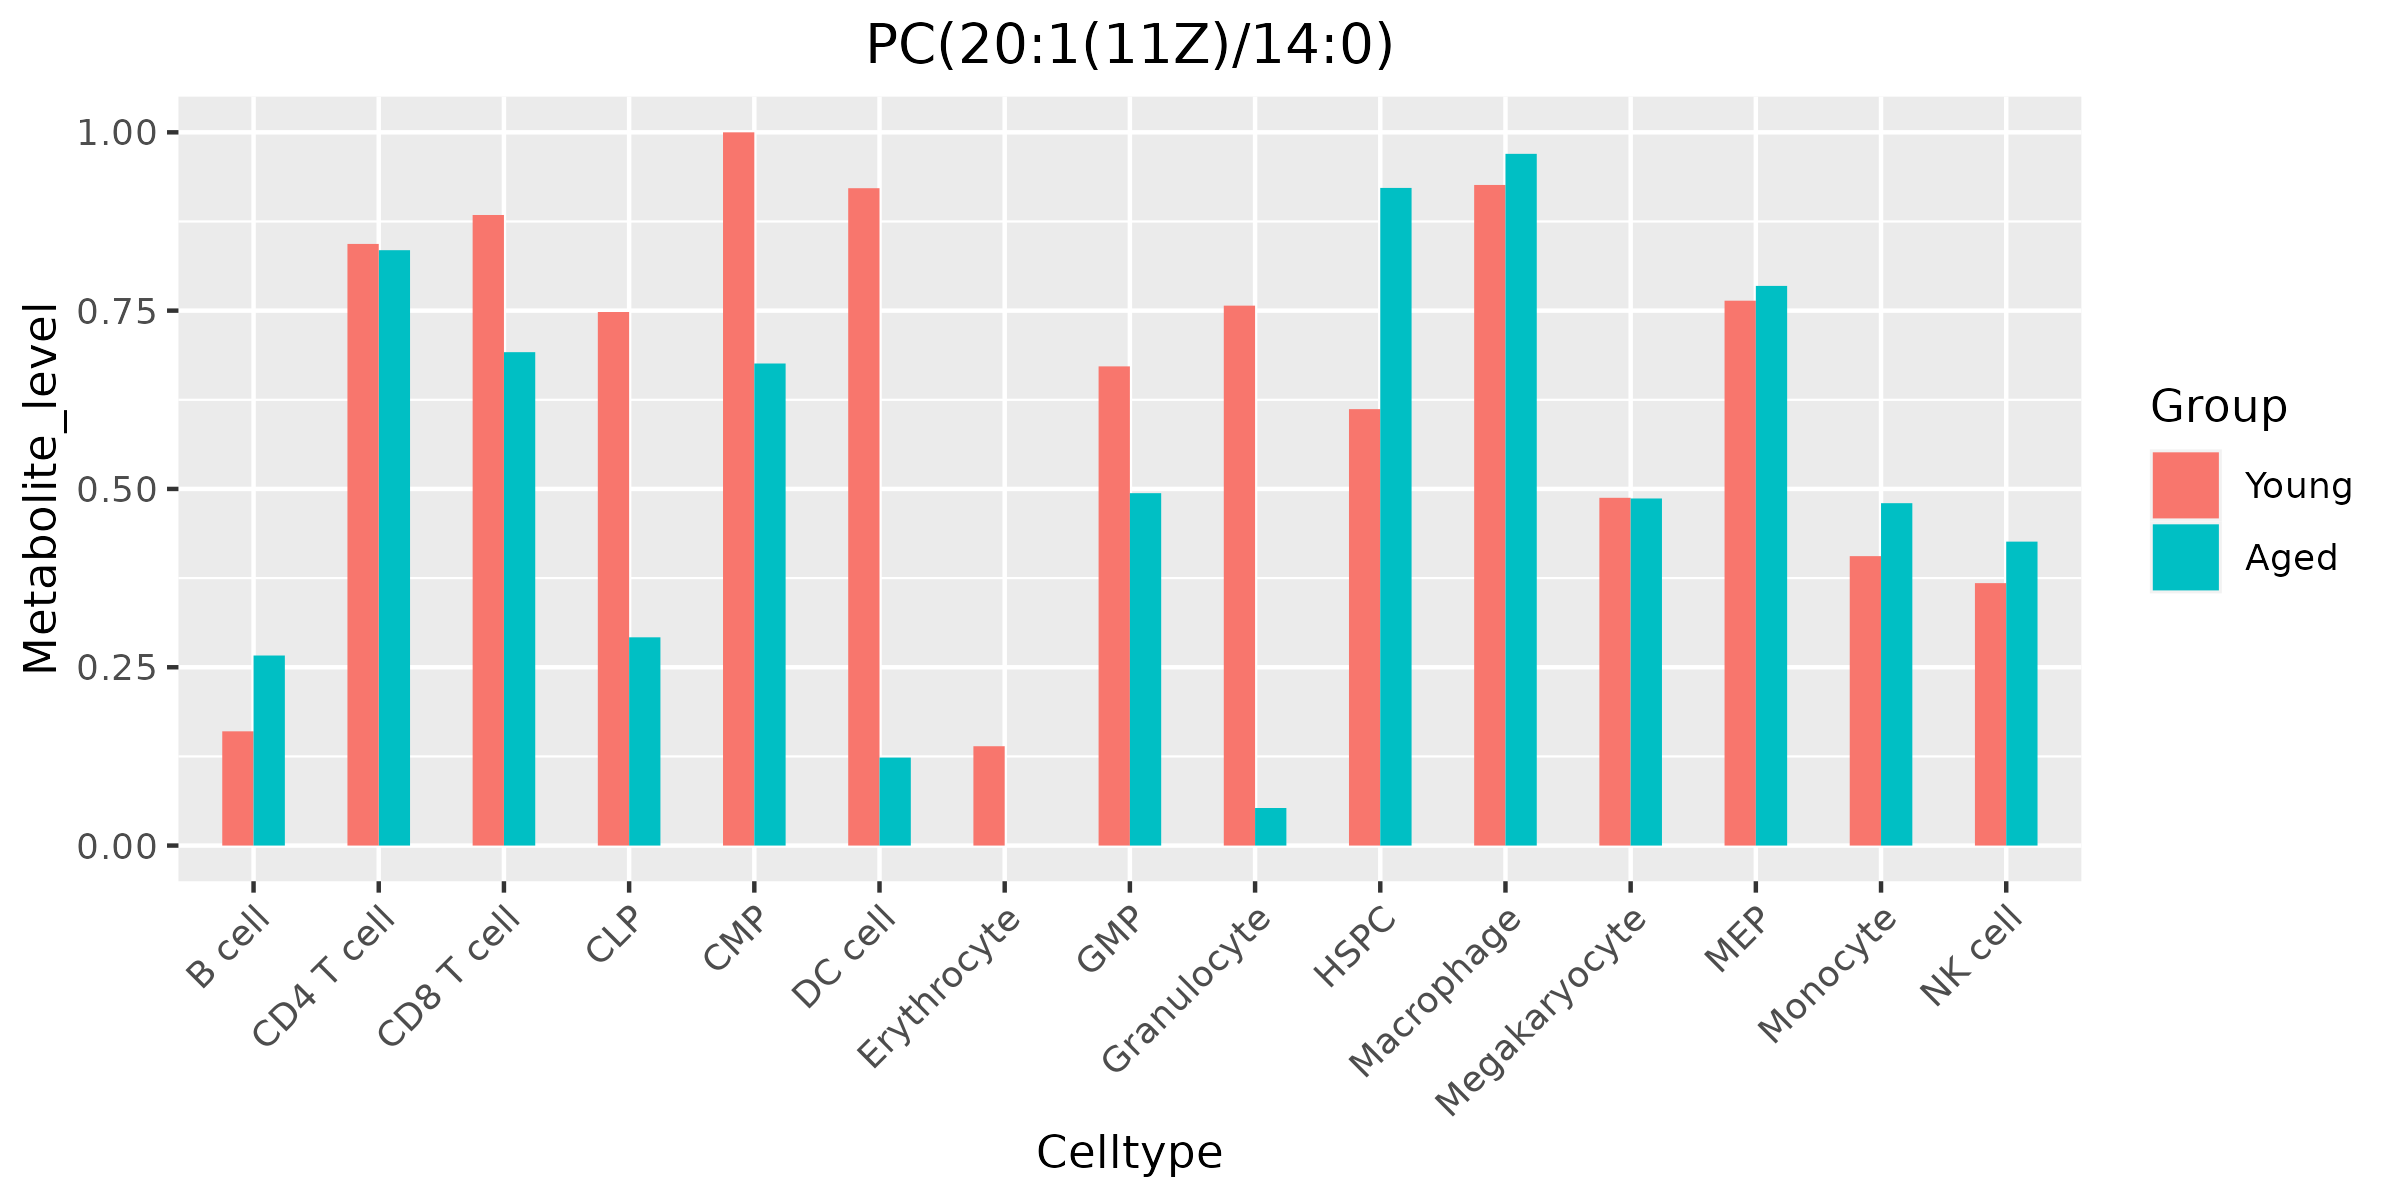 PC(20:1(11Z)/14:0)
Metabolite_level
1.00
0.75
0.50
0.25
0.00
B cell
CD4 T cell
CD8 T cell
CLP
CMP
DC cell
Erythrocyte
GMP
Granulocyte
HSPC
Macrophage
Megakaryocyte
MEP
Monocyte
NK cell
Celltype
Group
Young
Aged